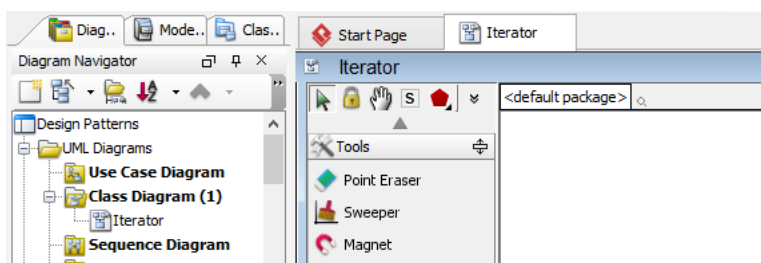 Diag.. Mode.. Clas..
Start Page
Iterator
Diagram Navigator
Iterator
S
<default package>
Design Patterns
UML Diagrams
Use Case Diagram
Class Diagram (1)
Iterator
Sequence Diagram
Tools
Point Eraser
Sweeper
Magnet